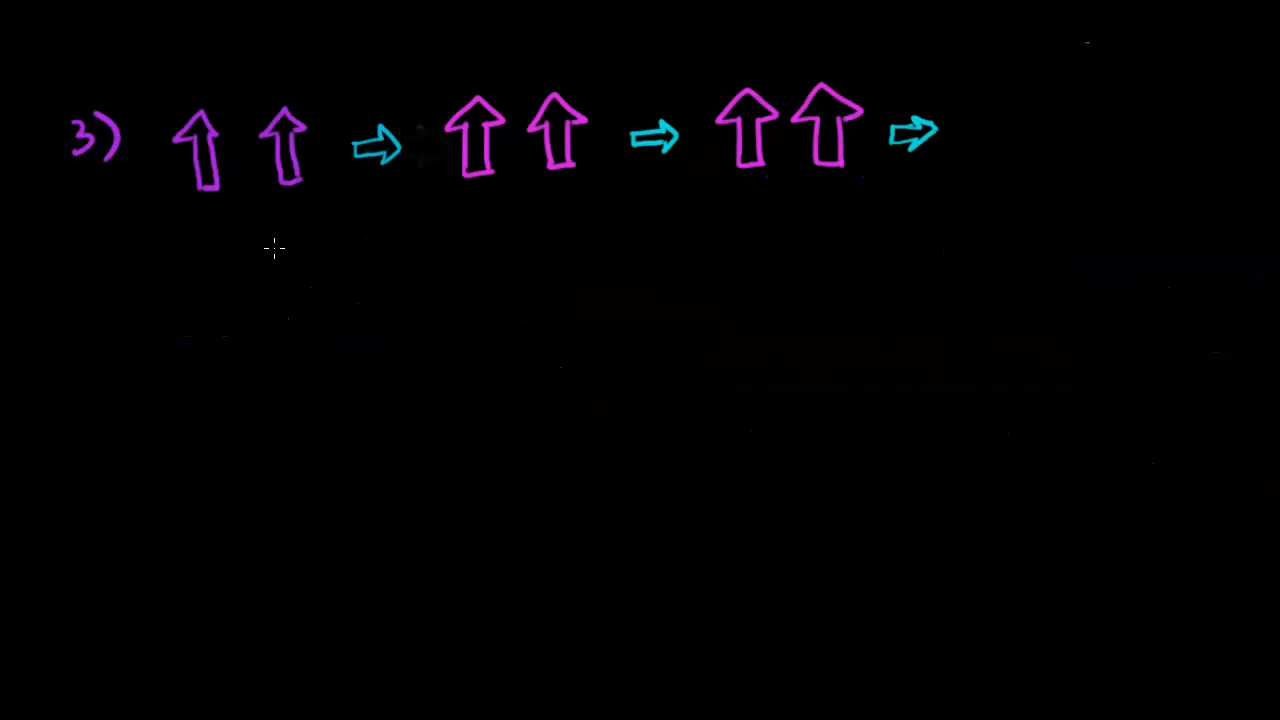 3) ⇧ ⇧ ⇨ ⇧ ⇧ ⇨ ⇧ ⇧ ⇨